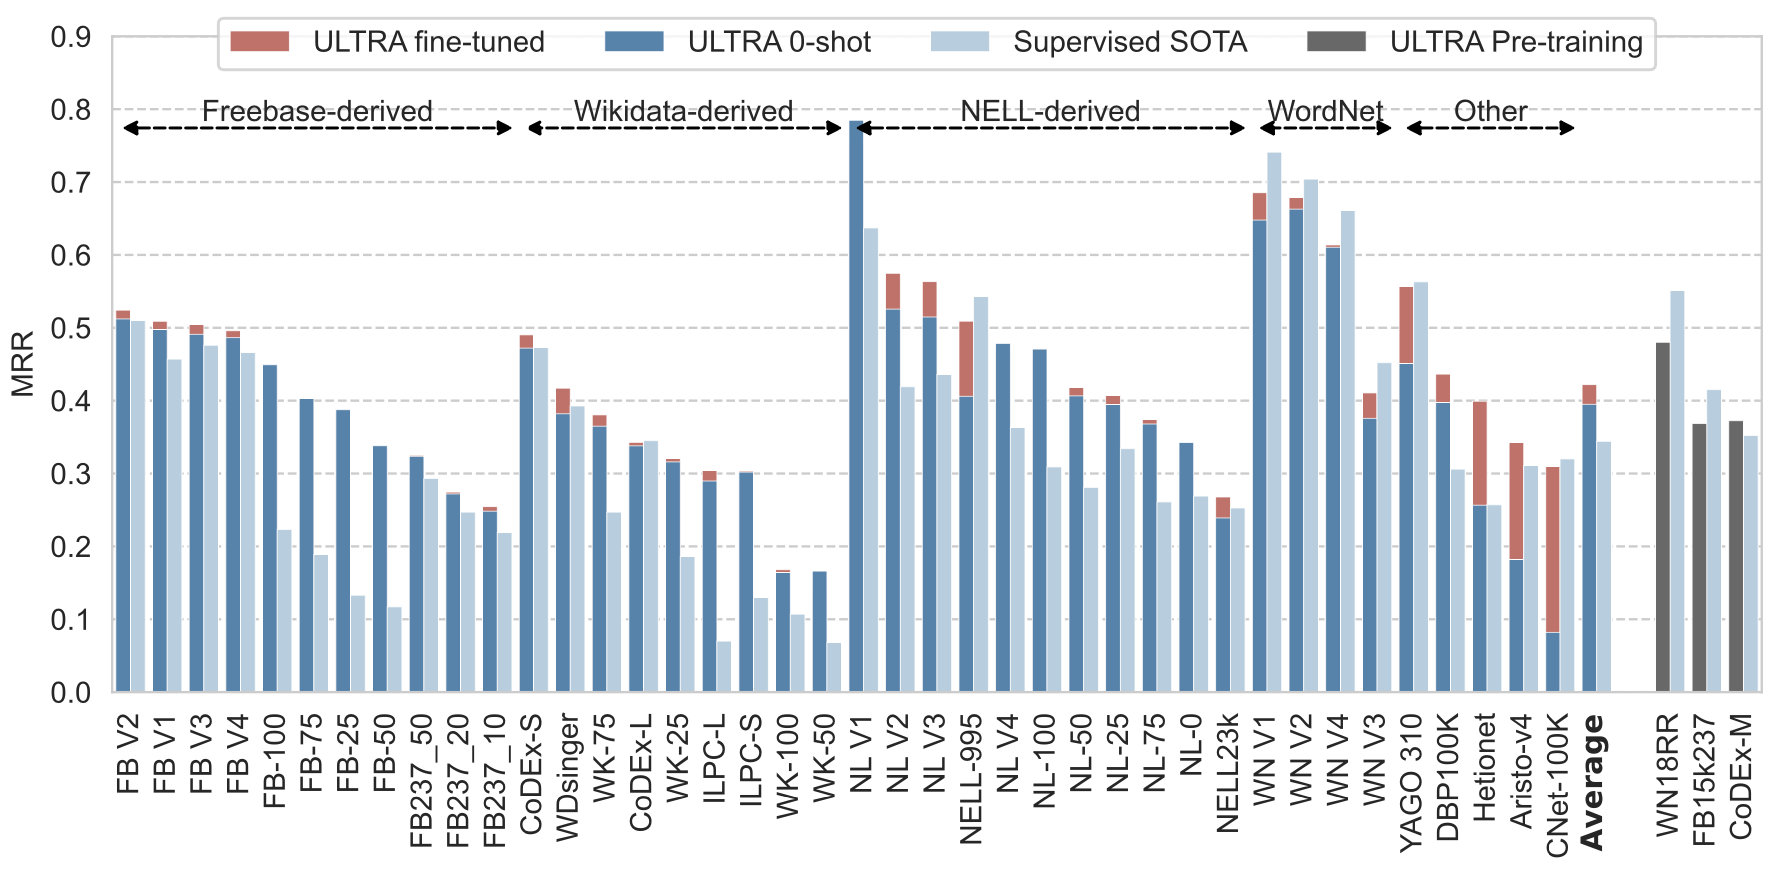 ULTRA fine-tuned ULTRA 0-shot Supervised SOTA ULTRA Pre-training
Freebase-derived Wikidata-derived NELL-derived WordNet Other
MRR
0.9
0.8
0.7
0.6
0.5
0.4
0.3
0.2
0.1
0.0
FB V2
FB V1
FB V3
FB V4
FB-100
FB-75
FB-25
FB-50
FB237_50
FB237_20
FB237_10
CoDEx-S
WDsinger
WK-75
CoDEx-L
WK-25
ILPC-L
ILPC-S
WK-100
WK-50
NL V1
NL V2
NL V3
NELL-995
NL V4
NL-100
NL-50
NL-25
NL-75
NL-0
NELL23k
WN V1
WN V2
WN V4
WN V3
YAGO 310
DBP100K
Hetionet
Aristo-v4
CNet-100K
Average
WN18RR
FB15k237
CoDEx-M